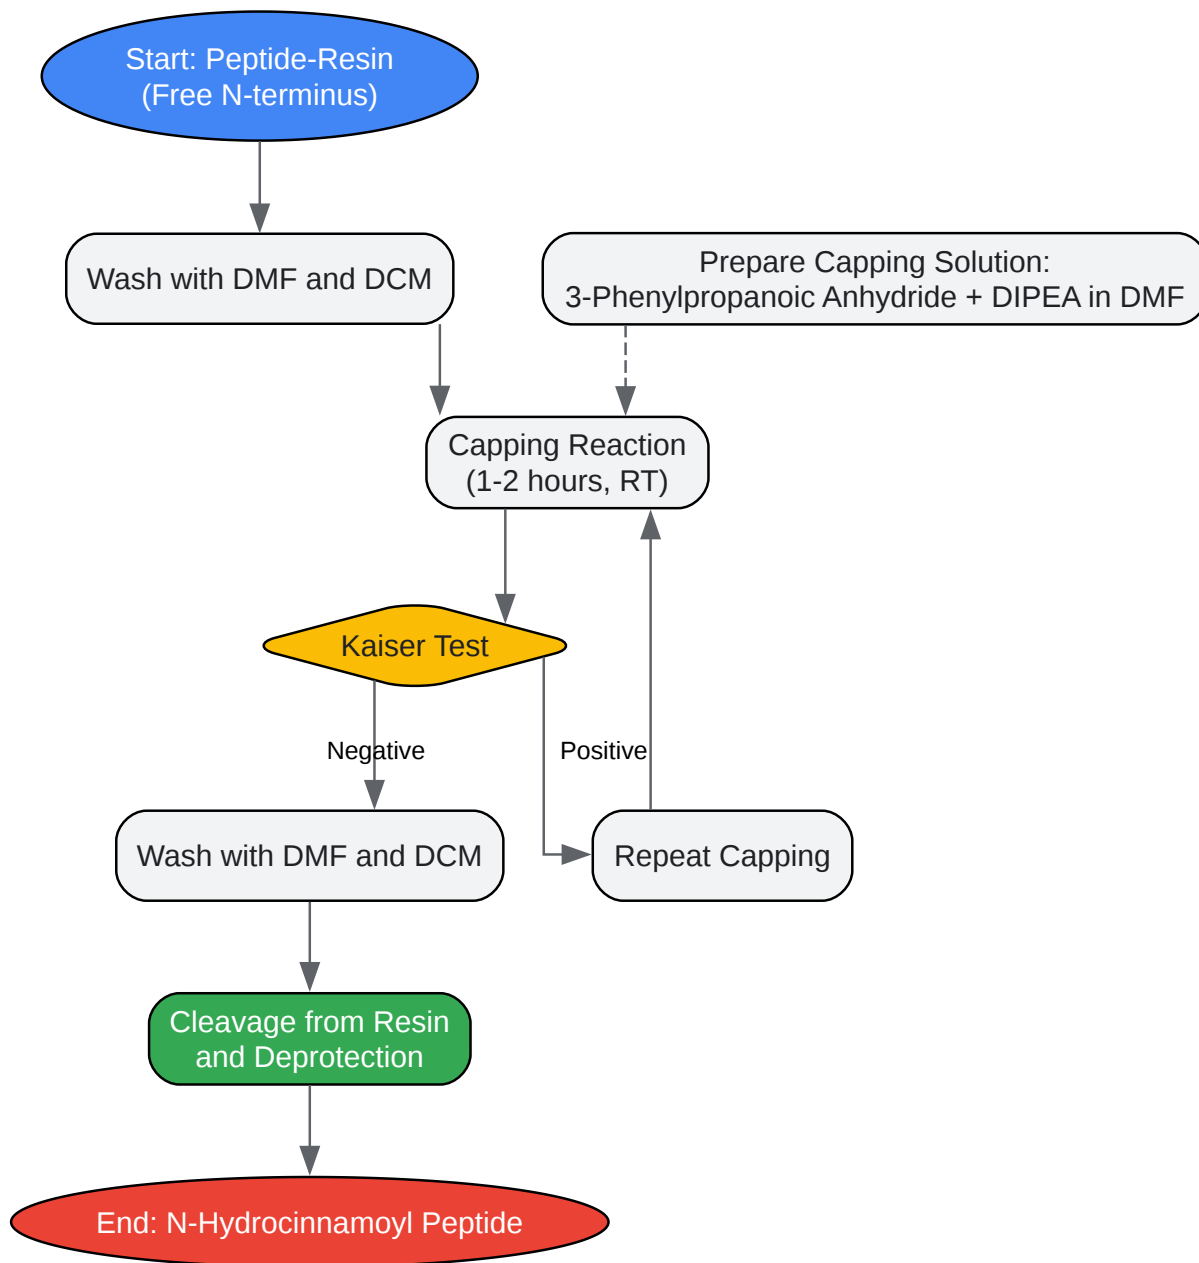 Start: Peptide-Resin
(Free N-terminus)
Wash with DMF and DCM
Prepare Capping Solution:
3-Phenylpropanoic Anhydride + DIPEA in DMF
Capping Reaction
(1-2 hours, RT)
Kaiser Test
Negative
Positive
Wash with DMF and DCM
Repeat Capping
Cleavage from Resin
and Deprotection
End: N-Hydrocinnamoyl Peptide